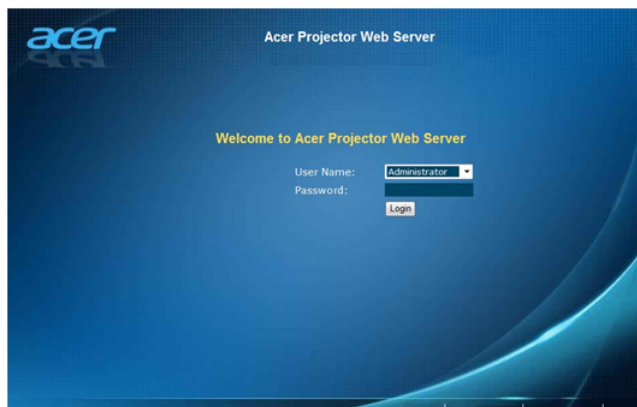 acer
Acer Projector Web Server
Welcome to Acer Projector Web Server
User Name: Administrator
Password:
Login